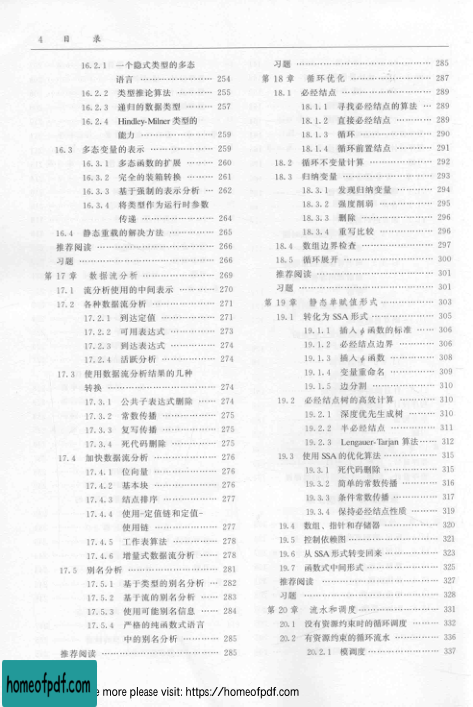 4 目 录
16.2.1 一个隐式类型的多态
语言 …………………… 254
16.2.2 类型推论算法 ………… 255
16.2.3 递归的数据类型 ……… 257
16.2.4 Hindley-Milner 类型的
能力 …………………… 259
16.3 多态变量的表示 ……………… 259
16.3.1 多态函数的扩展 ……… 260
16.3.2 完全的装箱转换 ……… 261
16.3.3 基于强制的表示分析 … 262
16.3.4 将类型作为运行时参数
传递 …………………… 264
16.4 静态重载的解决方法 ………… 265
推荐阅读 ……………………………… 266
习题 …………………………………… 266
第 17 章 数据流分析 ……………… 269
17.1 流分析使用的中间表示 ……… 270
17.2 各种数据流分析 ……………… 271
17.2.1 到达定值 ……………… 271
17.2.2 可用表达式 …………… 273
17.2.3 到达表达式 …………… 274
17.2.4 活跃分析 ……………… 274
17.3 使用数据流分析结果的几种
转换 …………………………… 274
17.3.1 公共子表达式删除 …… 274
17.3.2 常数传播 ……………… 275
17.3.3 复写传播 ……………… 275
17.3.4 死代码删除 …………… 275
17.4 加快数据流分析 ……………… 276
17.4.1 位向量 ………………… 276
17.4.2 基本块 ………………… 276
17.4.3 结点排序 ……………… 277
17.4.4 使用-定值链和定值-
使用链 ………………… 277
17.4.5 工作表算法 …………… 278
17.4.6 增量式数据流分析 …… 278
17.5 别名分析 ……………………… 281
17.5.1 基于类型的别名分析 … 282
17.5.2 基于流的别名分析 …… 283
17.5.3 使用可能别名信息 …… 284
17.5.4 严格的纯函数式语言
中的别名分析 ………… 285
推荐阅读 ……………………………… 285
习题 …………………………………… 285
第 18 章 循环优化 ………………… 287
18.1 必经结点 ……………………… 289
18.1.1 寻找必经结点的算法 … 289
18.1.2 直接必经结点 ………… 289
18.1.3 循环 …………………… 290
18.1.4 循环前置结点 ………… 291
18.2 循环不变量计算 ……………… 292
18.3 归纳变量 ……………………… 293
18.3.1 发现归纳变量 ………… 294
18.3.2 强度削弱 ……………… 295
18.3.3 删除 …………………… 296
18.3.4 重写比较 ……………… 296
18.4 数组边界检查 ………………… 297
18.5 循环展开 ……………………… 300
推荐阅读 ……………………………… 301
习题 …………………………………… 301
第 19 章 静态单赋值形式 ………… 303
19.1 转化为 SSA 形式 ……………… 305
19.1.1 插入 ϕ 函数的标准 …… 306
19.1.2 必经结点边界 ………… 306
19.1.3 插入 ϕ 函数 …………… 308
19.1.4 变量重命名 …………… 309
19.1.5 边分割 ………………… 310
19.2 必经结点树的高效计算 ……… 310
19.2.1 深度优先生成树 ……… 310
19.2.2 半必经结点 …………… 311
19.2.3 Lengauer-Tarjan 算法 … 312
19.3 使用 SSA 的优化算法 ………… 315
19.3.1 死代码删除 …………… 315
19.3.2 简单的常数传播 ……… 316
19.3.3 条件常数传播 ………… 317
19.3.4 保持必经结点性质 …… 319
19.4 数组、指针和存储器 ………… 320
19.5 控制依赖图 …………………… 321
19.6 从 SSA 形式转变回来 ………… 323
19.7 函数式中间形式 ……………… 325
推荐阅读 ……………………………… 327
习题 …………………………………… 328
第 20 章 流水和调度 ……………… 331
20.1 没有资源约束时的循环调度 … 332
20.2 有资源约束的循环流水 ……… 336
20.2.1 模调度 ………………… 337
homeofpdf.com
e more please visit: https://homeofpdf.com